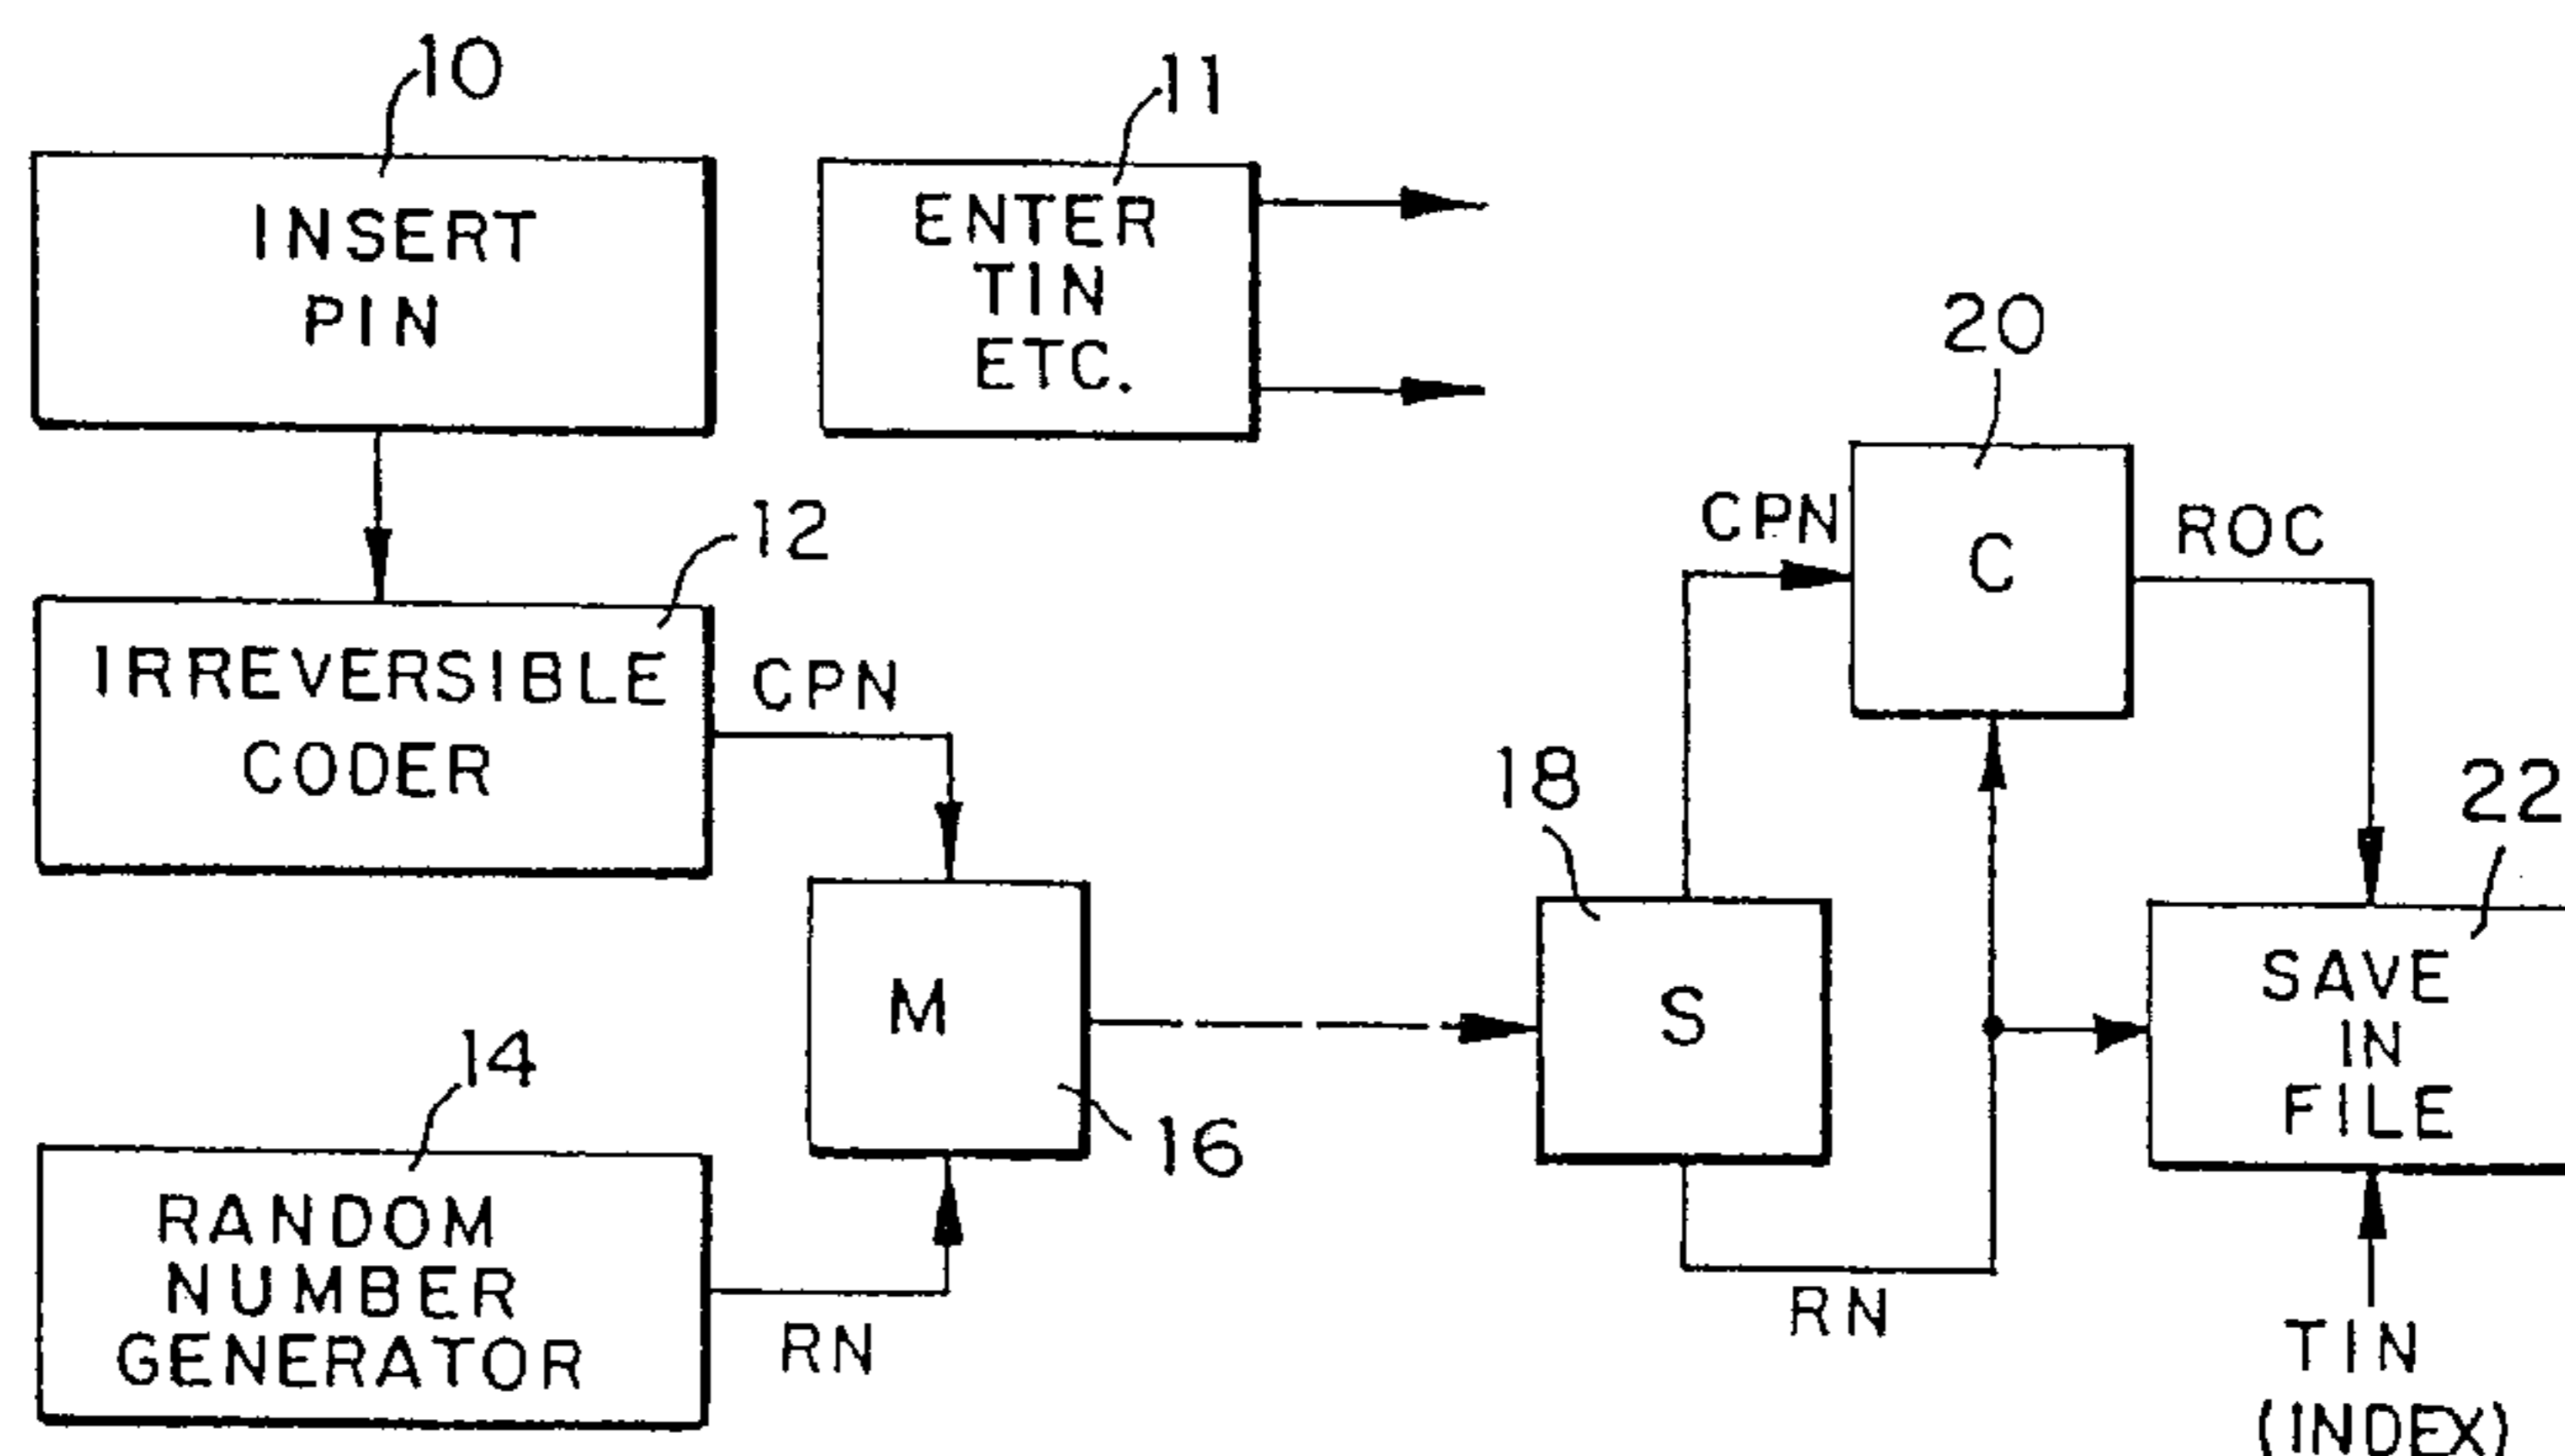 10
INSERT
PIN
11
ENTER
TIN
ETC.
12
IRREVERSIBLE
CODER
CPN
14
RANDOM
NUMBER
GENERATOR
RN
M
16
18
S
CPN
20
C
ROC
RN
22
SAVE
IN
FILE
TIN
(INDEX)